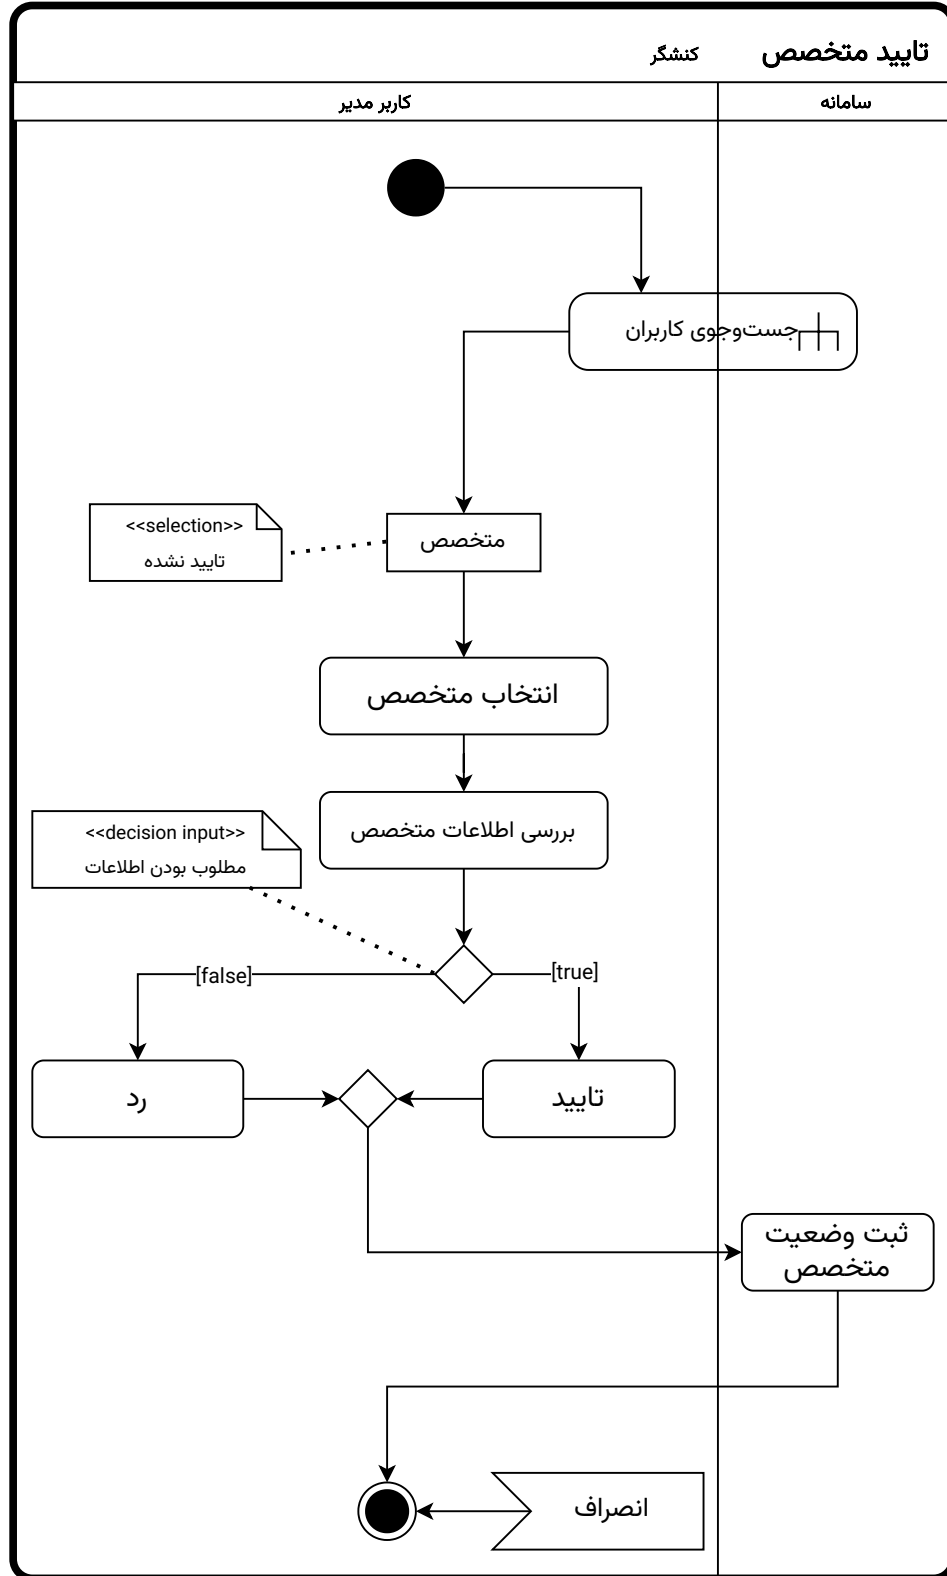 تایید متخصص
کنشگر
سامانه
کاربر مدیر
جست‌وجوی کاربران
متخصص
<<selection>>
تایید نشده
انتخاب متخصص
بررسی اطلاعات متخصص
<<decision input>>
مطلوب بودن اطلاعات
[true]
[false]
تایید
رد
ثبت وضعیت
متخصص
انصراف